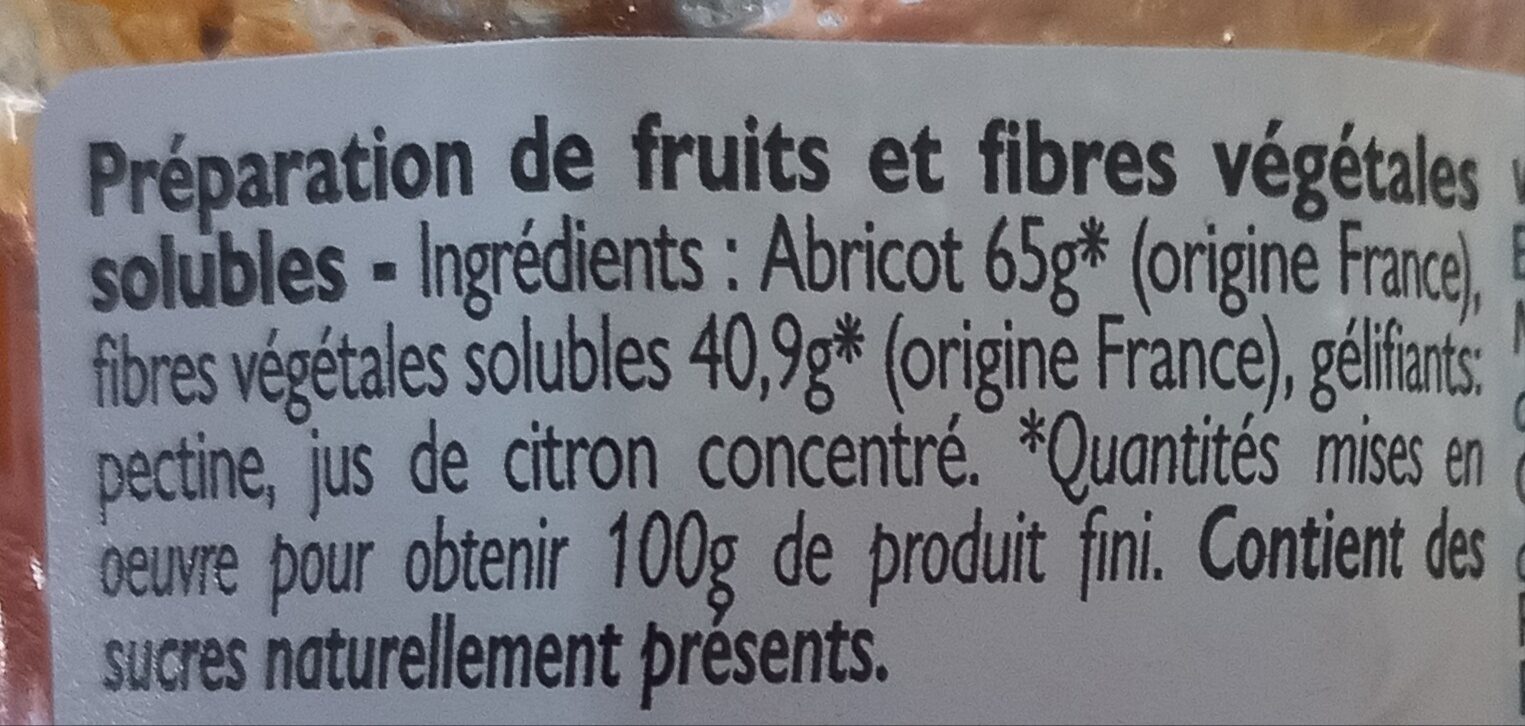 Préparation de fruits et fibres végétales
solubles - Ingrédients : Abricot 65g* (origine France),
fibres végétales solubles 40,9g* (origine France), gélifiants:
pectine, jus de citron concentré. *Quantités mises en
oeuvre pour obtenir 100g de produit fini. Contient des
sucres naturellement présents.